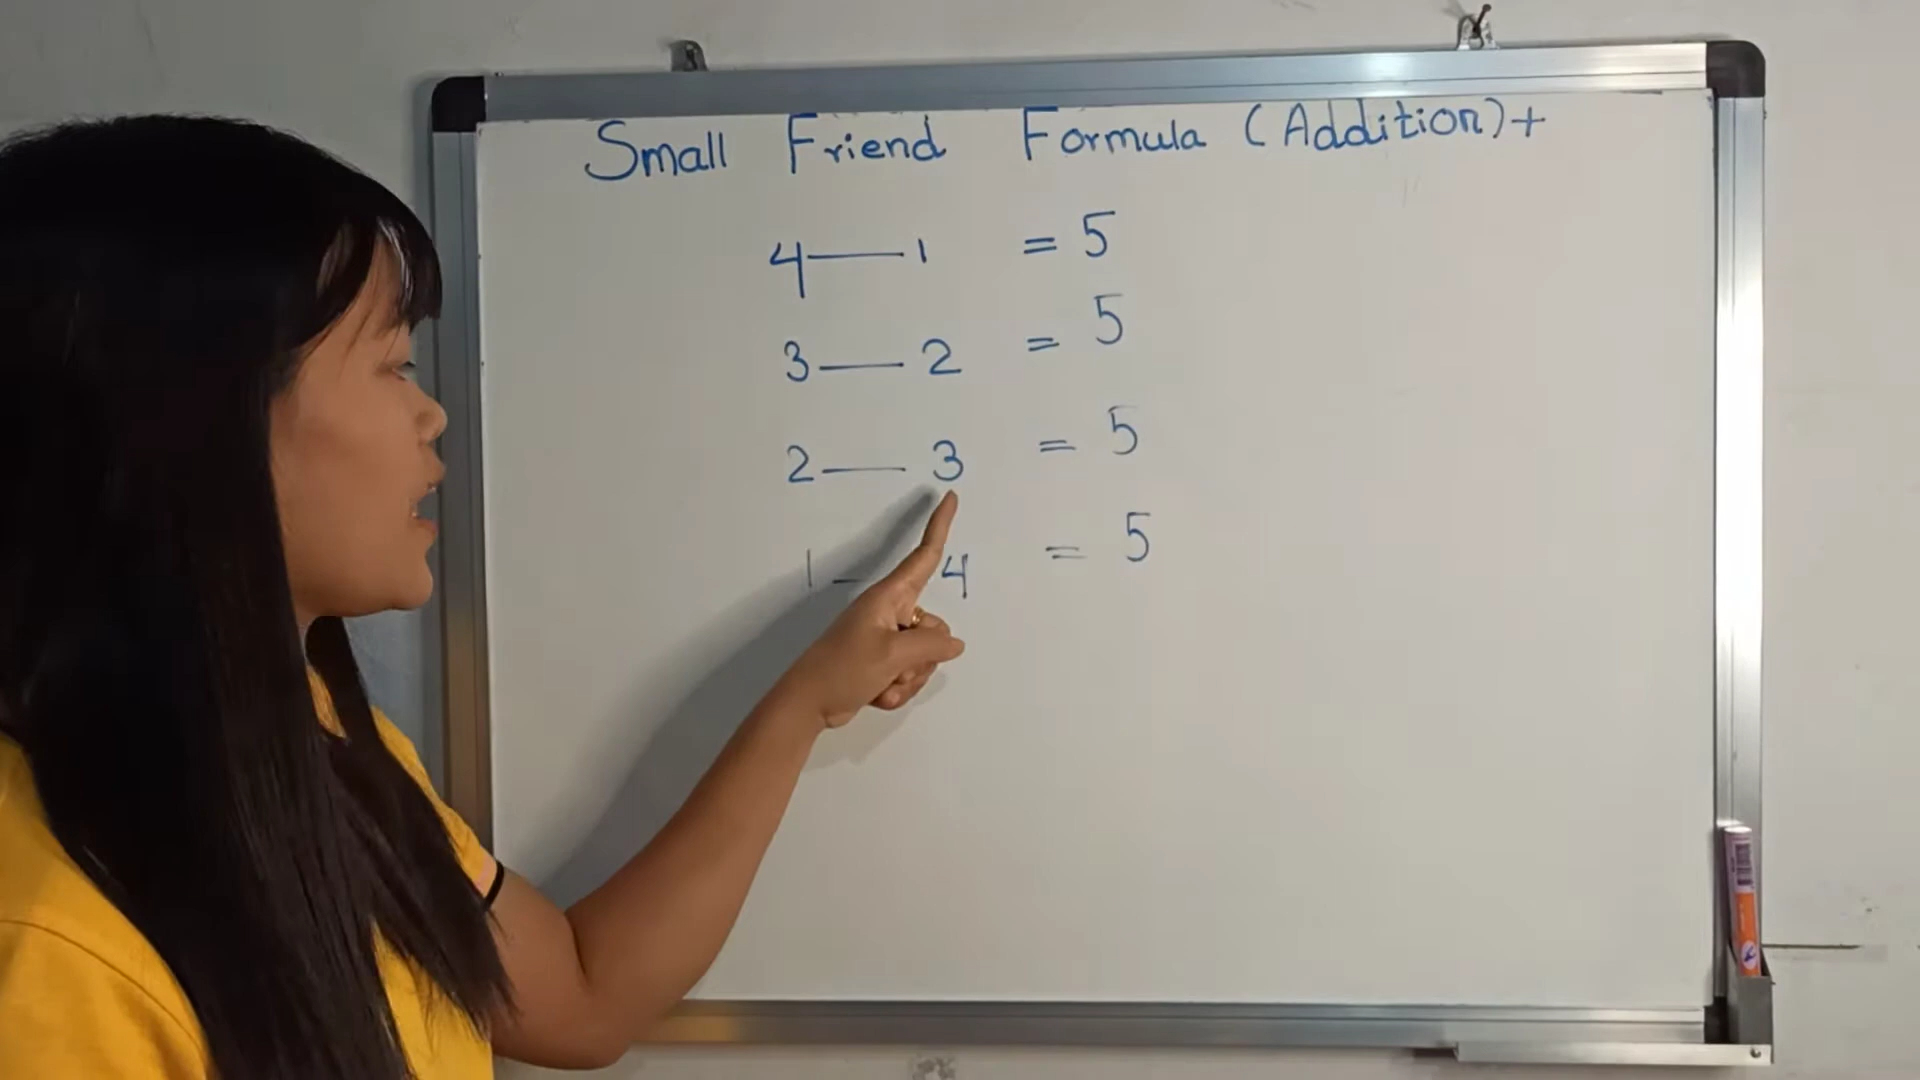 Small Friend Formula (Addition)+
4——1 = 5
3——2 = 5
2——3 = 5
1——4 = 5